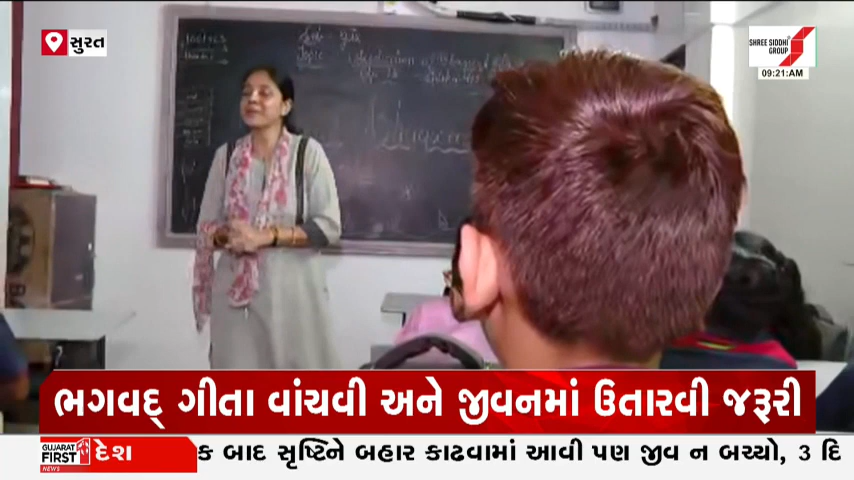 સુરત
SHREE SIDDHI
GROUP
09:21:AM
Topic
ભગવદ્ ગીતા વાંચવી અને જીવનમાં ઉતારવી જરૂરી
GUJARAT
FIRST
NEWS
દેશ
ક બાદ સૃષ્ટિને બહાર કાઢવામાં આવી પણ જીવ ન બચ્યો, 3 દિ